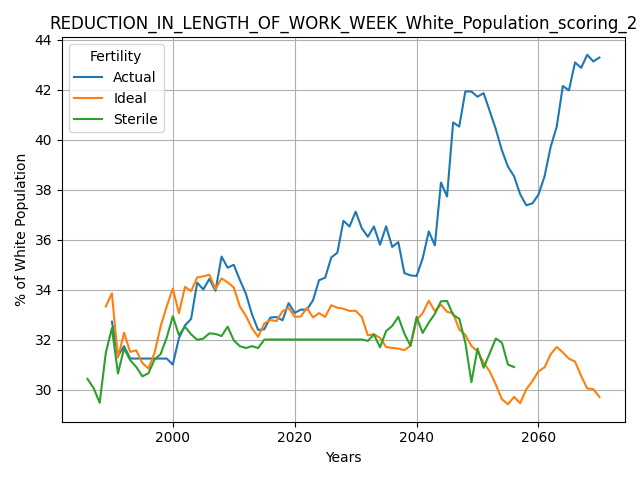 REDUCTION_IN_LENGTH_OF_WORK_WEEK_White_Population_scoring_2
Fertility
Actual
Ideal
Sterile
% of White Population
44
42
40
38
36
34
32
30
2000
2020
2040
2060
Years